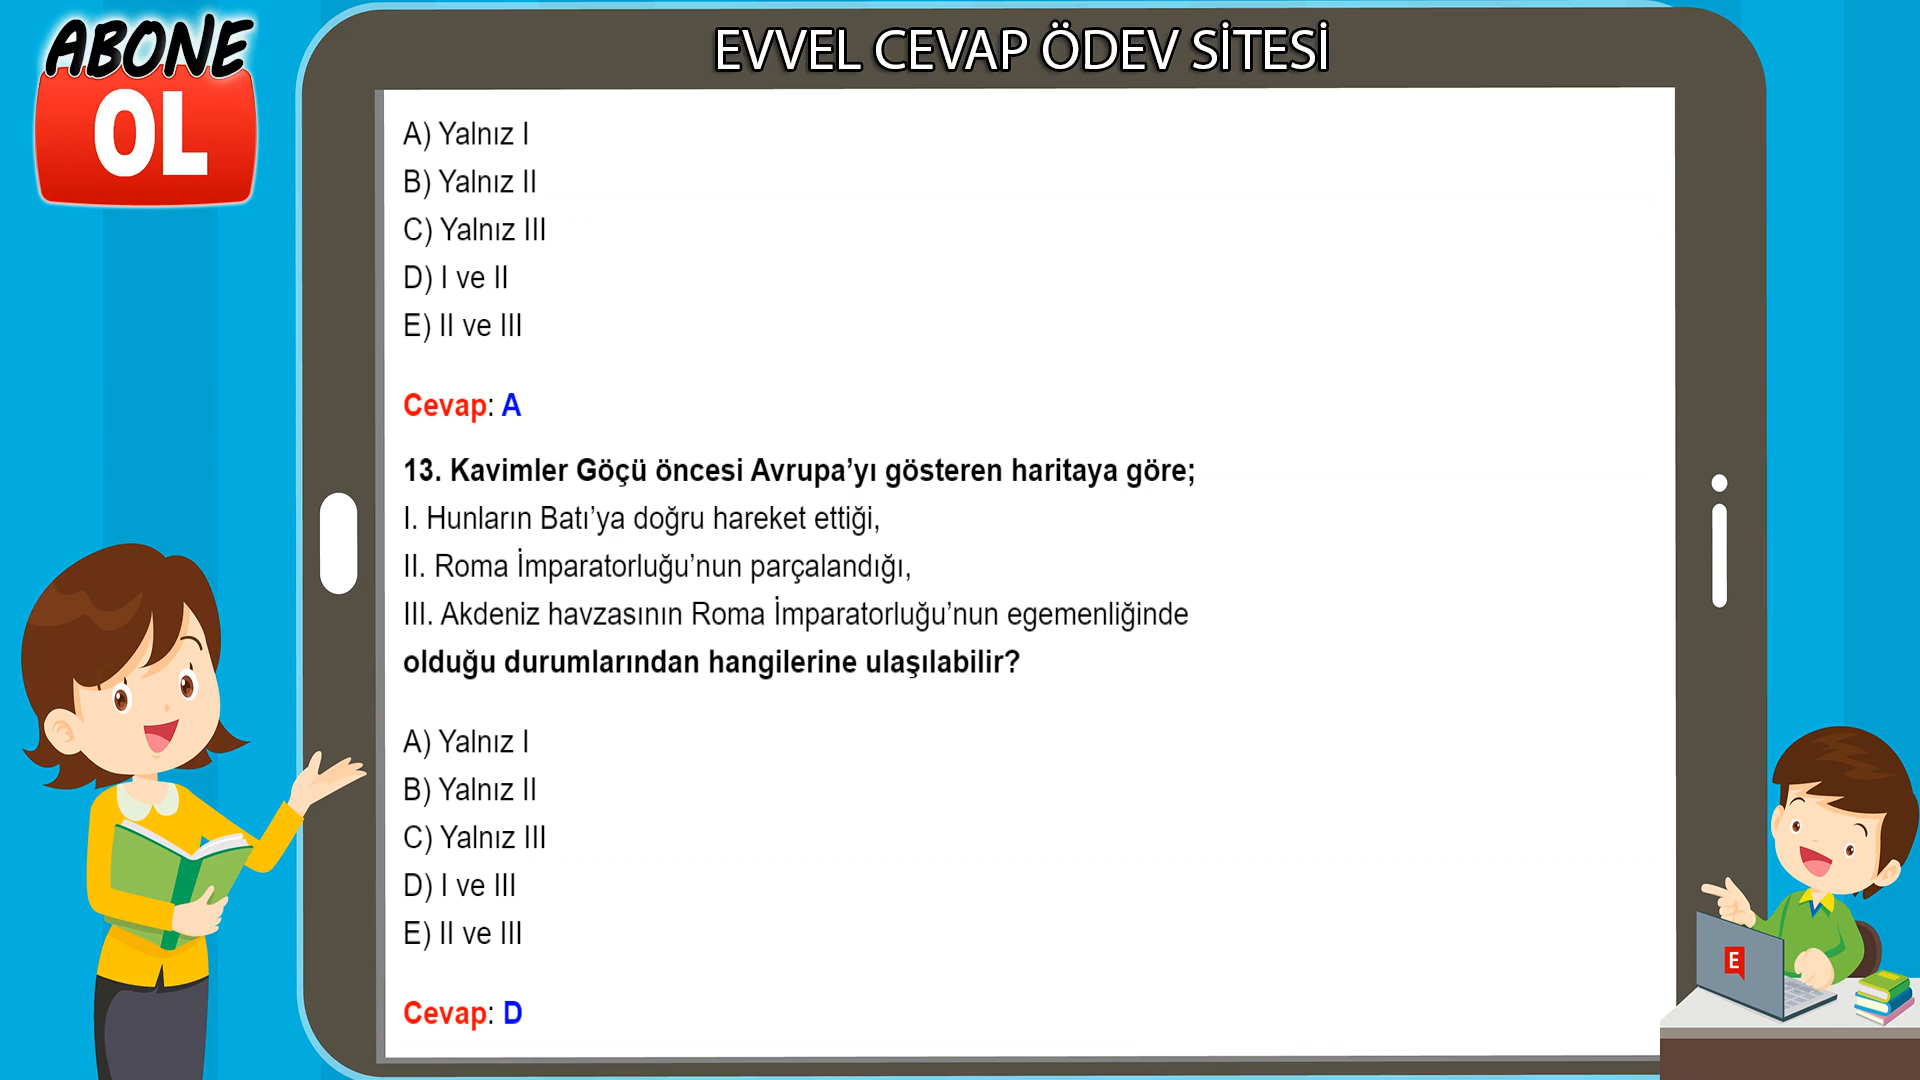 ABONE
OL
EVVEL CEVAP ÖDEV SİTESİ
A) Yalnız I
B) Yalnız II
C) Yalnız III
D) I ve II
E) II ve III
Cevap: A
13. Kavimler Göçü öncesi Avrupa’yı gösteren haritaya göre;
I. Hunların Batı’ya doğru hareket ettiği,
II. Roma İmparatorluğu’nun parçalandığı,
III. Akdeniz havzasının Roma İmparatorluğu’nun egemenliğinde
olduğu durumlarından hangilerine ulaşılabilir?
A) Yalnız I
B) Yalnız II
C) Yalnız III
D) I ve III
E) II ve III
Cevap: D
E